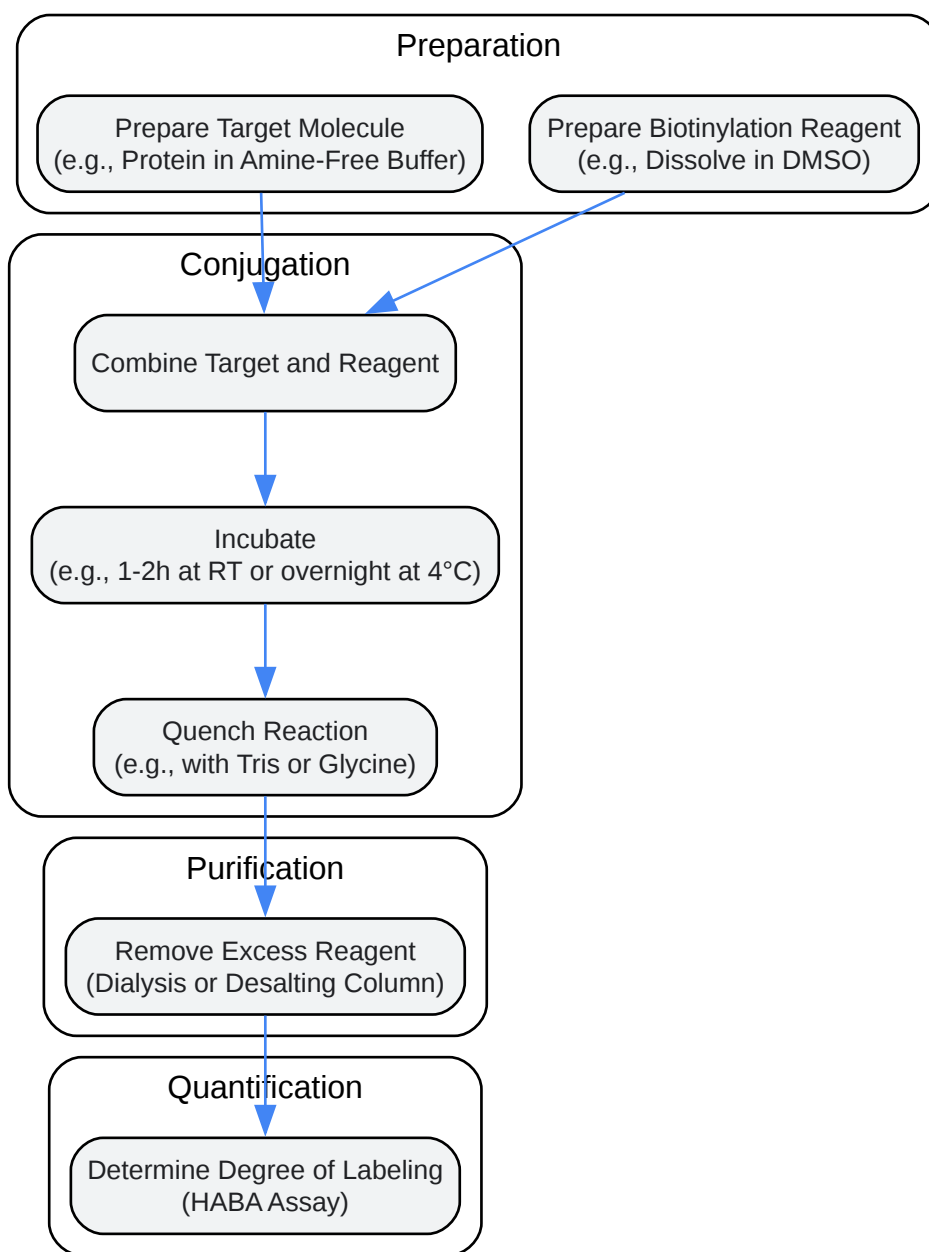 Preparation
Prepare Target Molecule
(e.g., Protein in Amine-Free Buffer)
Prepare Biotinylation Reagent
(e.g., Dissolve in DMSO)
Conjugation
Combine Target and Reagent
Incubate
(e.g., 1-2h at RT or overnight at 4°C)
Quench Reaction
(e.g., with Tris or Glycine)
Purification
Remove Excess Reagent
(Dialysis or Desalting Column)
Quantification
Determine Degree of Labeling
(HABA Assay)